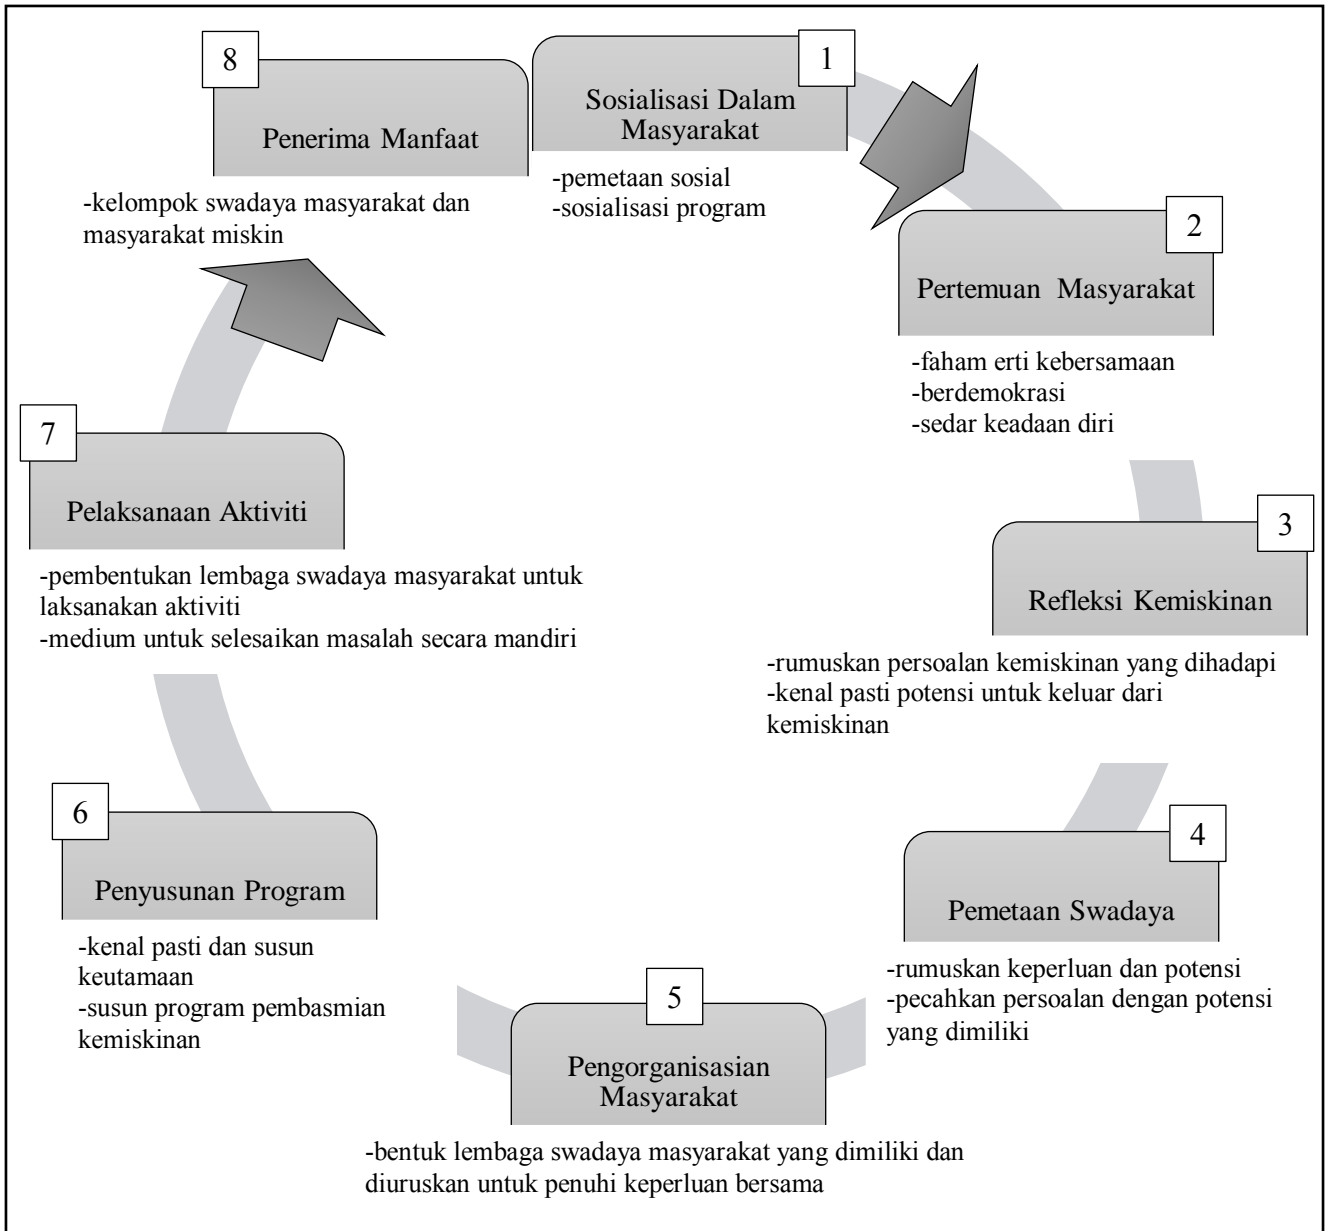 1
Sosialisasi Dalam
Masyarakat
-pemetaan sosial
-sosialisasi program
2
Pertemuan Masyarakat
-faham erti kebersamaan
-berdemokrasi
-sedar keadaan diri
3
Refleksi Kemiskinan
-rumuskan persoalan kemiskinan yang dihadapi
-kenal pasti potensi untuk keluar dari
kemiskinan
4
Pemetaan Swadaya
-rumuskan keperluan dan potensi
-pecahkan persoalan dengan potensi
yang dimiliki
5
Pengorganisasian
Masyarakat
-bentuk lembaga swadaya masyarakat yang dimiliki dan
diuruskan untuk penuhi keperluan bersama
6
Penyusunan Program
-kenal pasti dan susun
keutamaan
-susun program pembasmian
kemiskinan
7
Pelaksanaan Aktiviti
-pembentukan lembaga swadaya masyarakat untuk
laksanakan aktiviti
-medium untuk selesaikan masalah secara mandiri
8
Penerima Manfaat
-kelompok swadaya masyarakat dan
masyarakat miskin